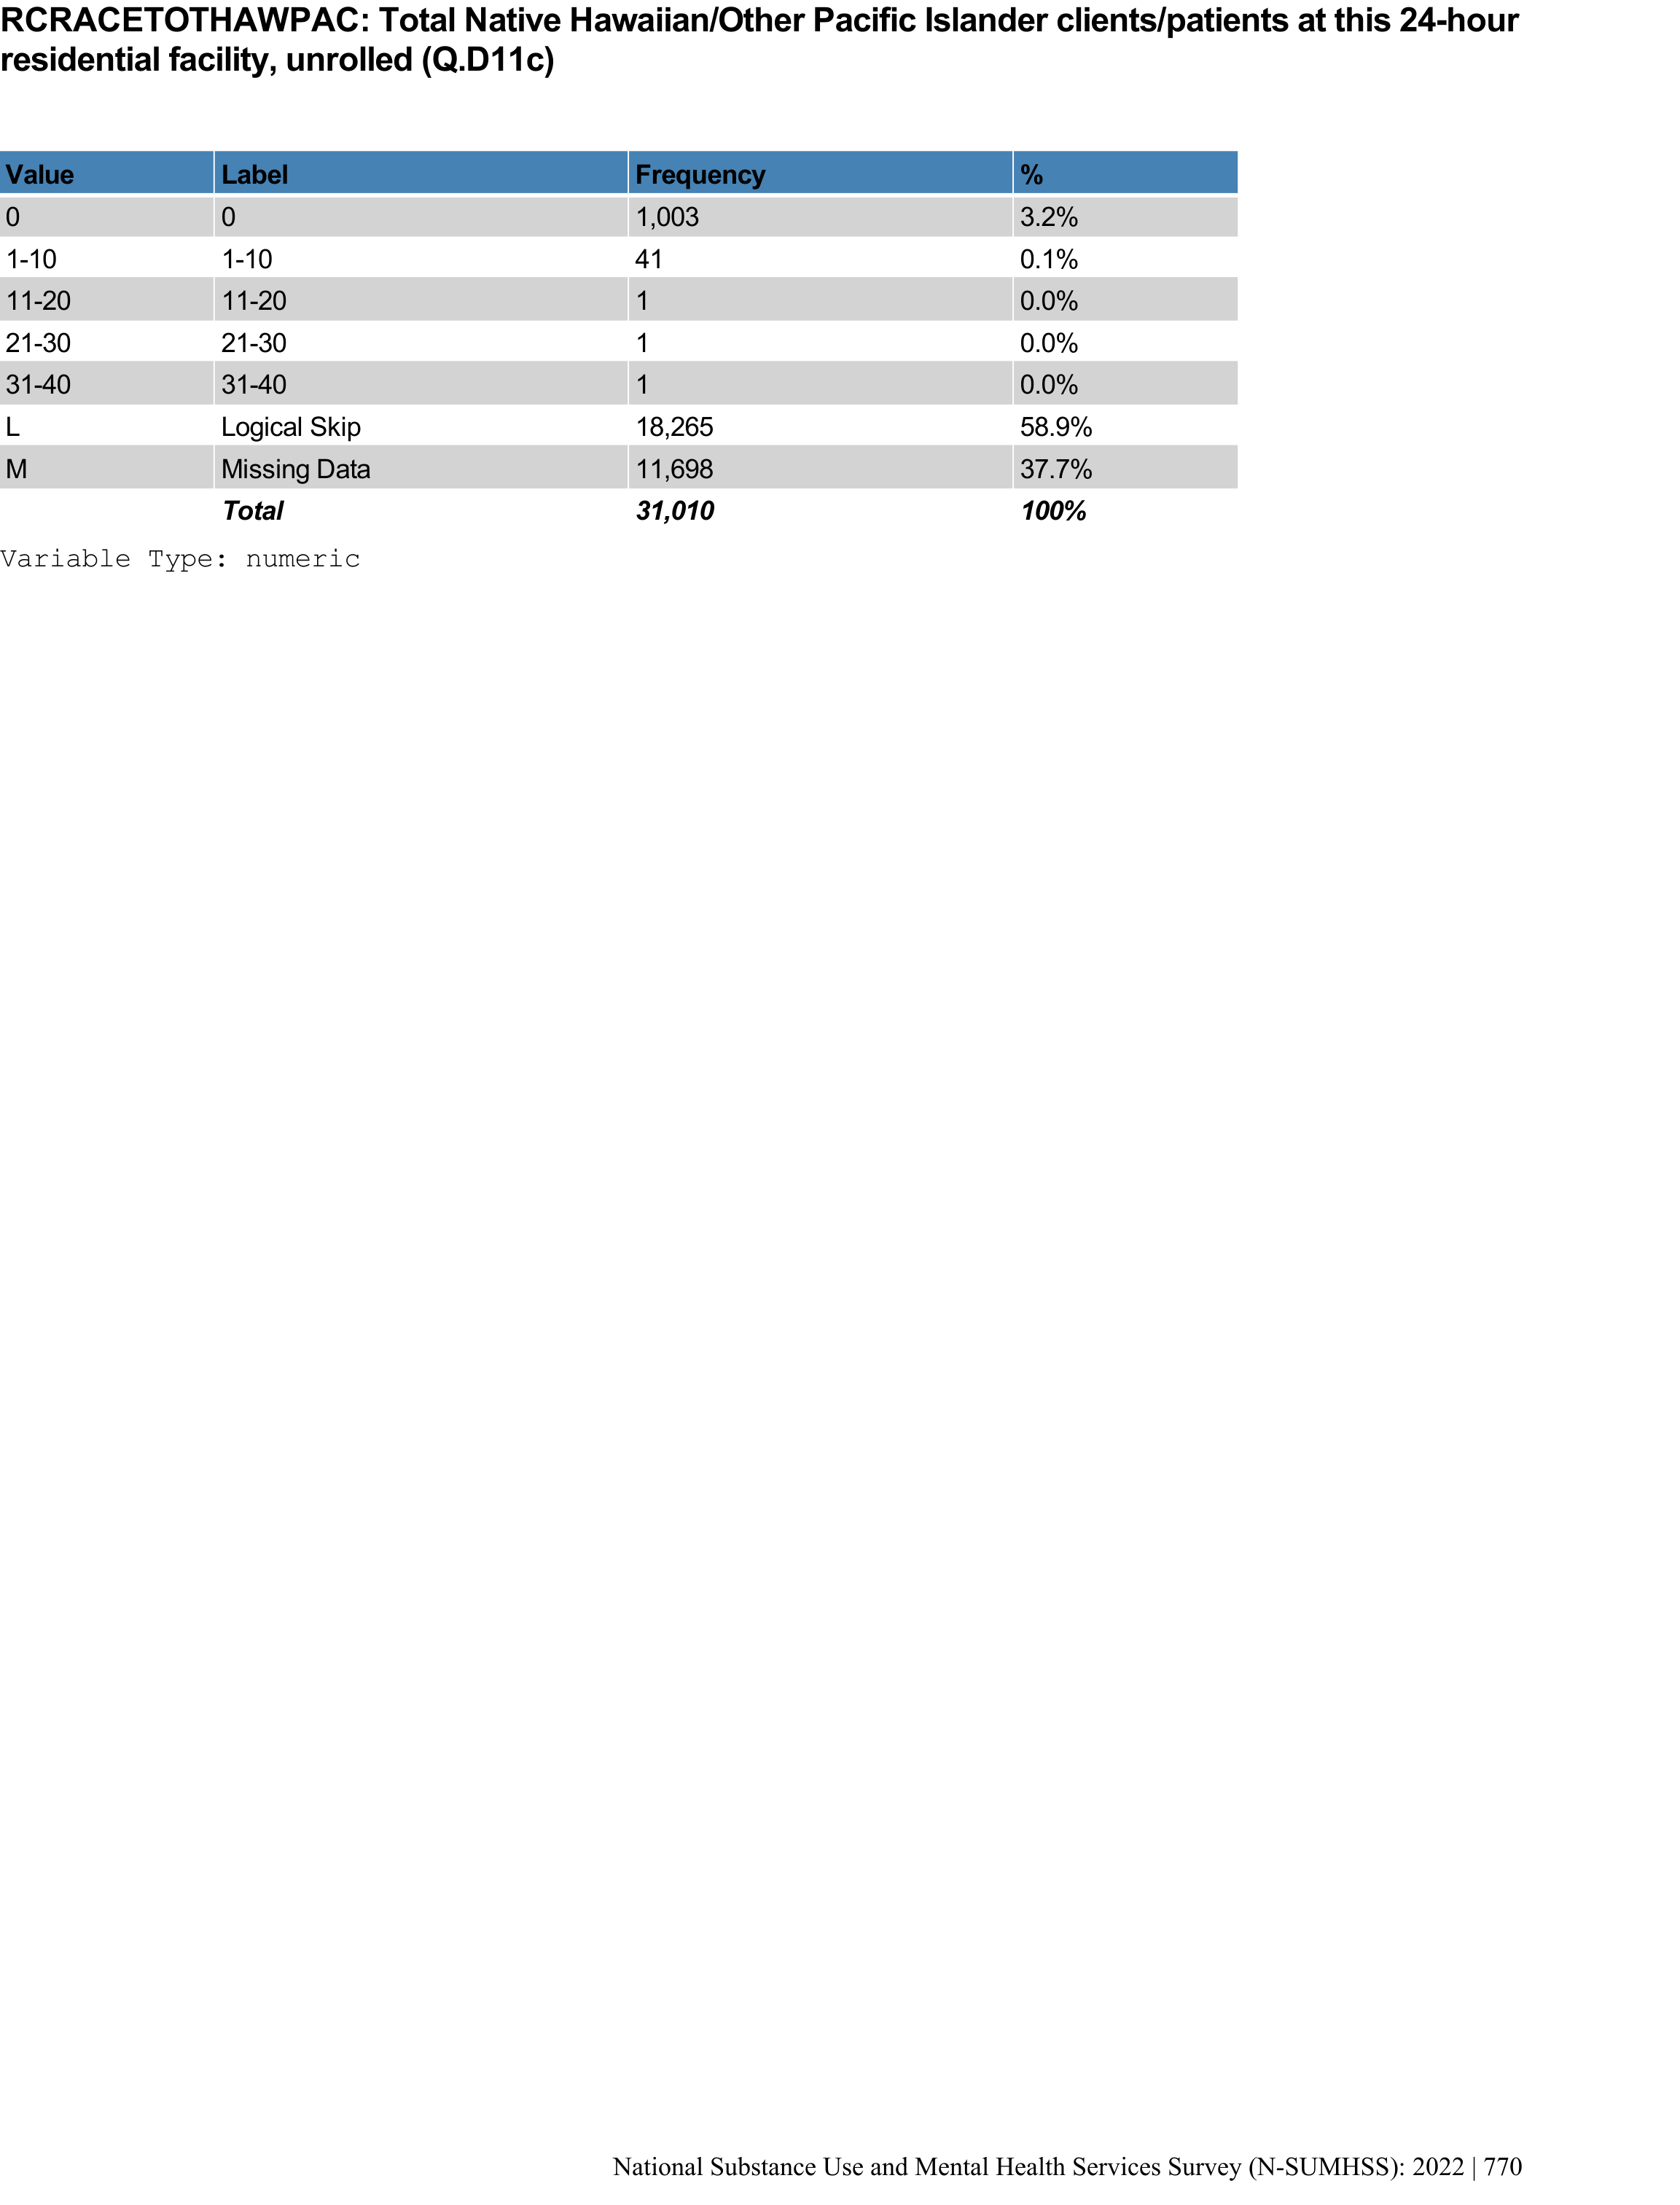 RCRACETOTHAWPAC: Total Native Hawaiian/Other Pacific Islander clients/patients at this 24-hour
residential facility, unrolled (Q.D11c)
Value Label Frequency %
0 0 1,003 3.2%
1-10 1-10 41 0.1%
11-20 11-20 1 0.0%
21-30 21-30 1 0.0%
31-40 31-40 1 0.0%
L Logical Skip 18,265 58.9%
M Missing Data 11,698 37.7%
Total 31,010 100%
Variable Type: numeric
National Substance Use and Mental Health Services Survey (N-SUMHSS): 2022 | 770